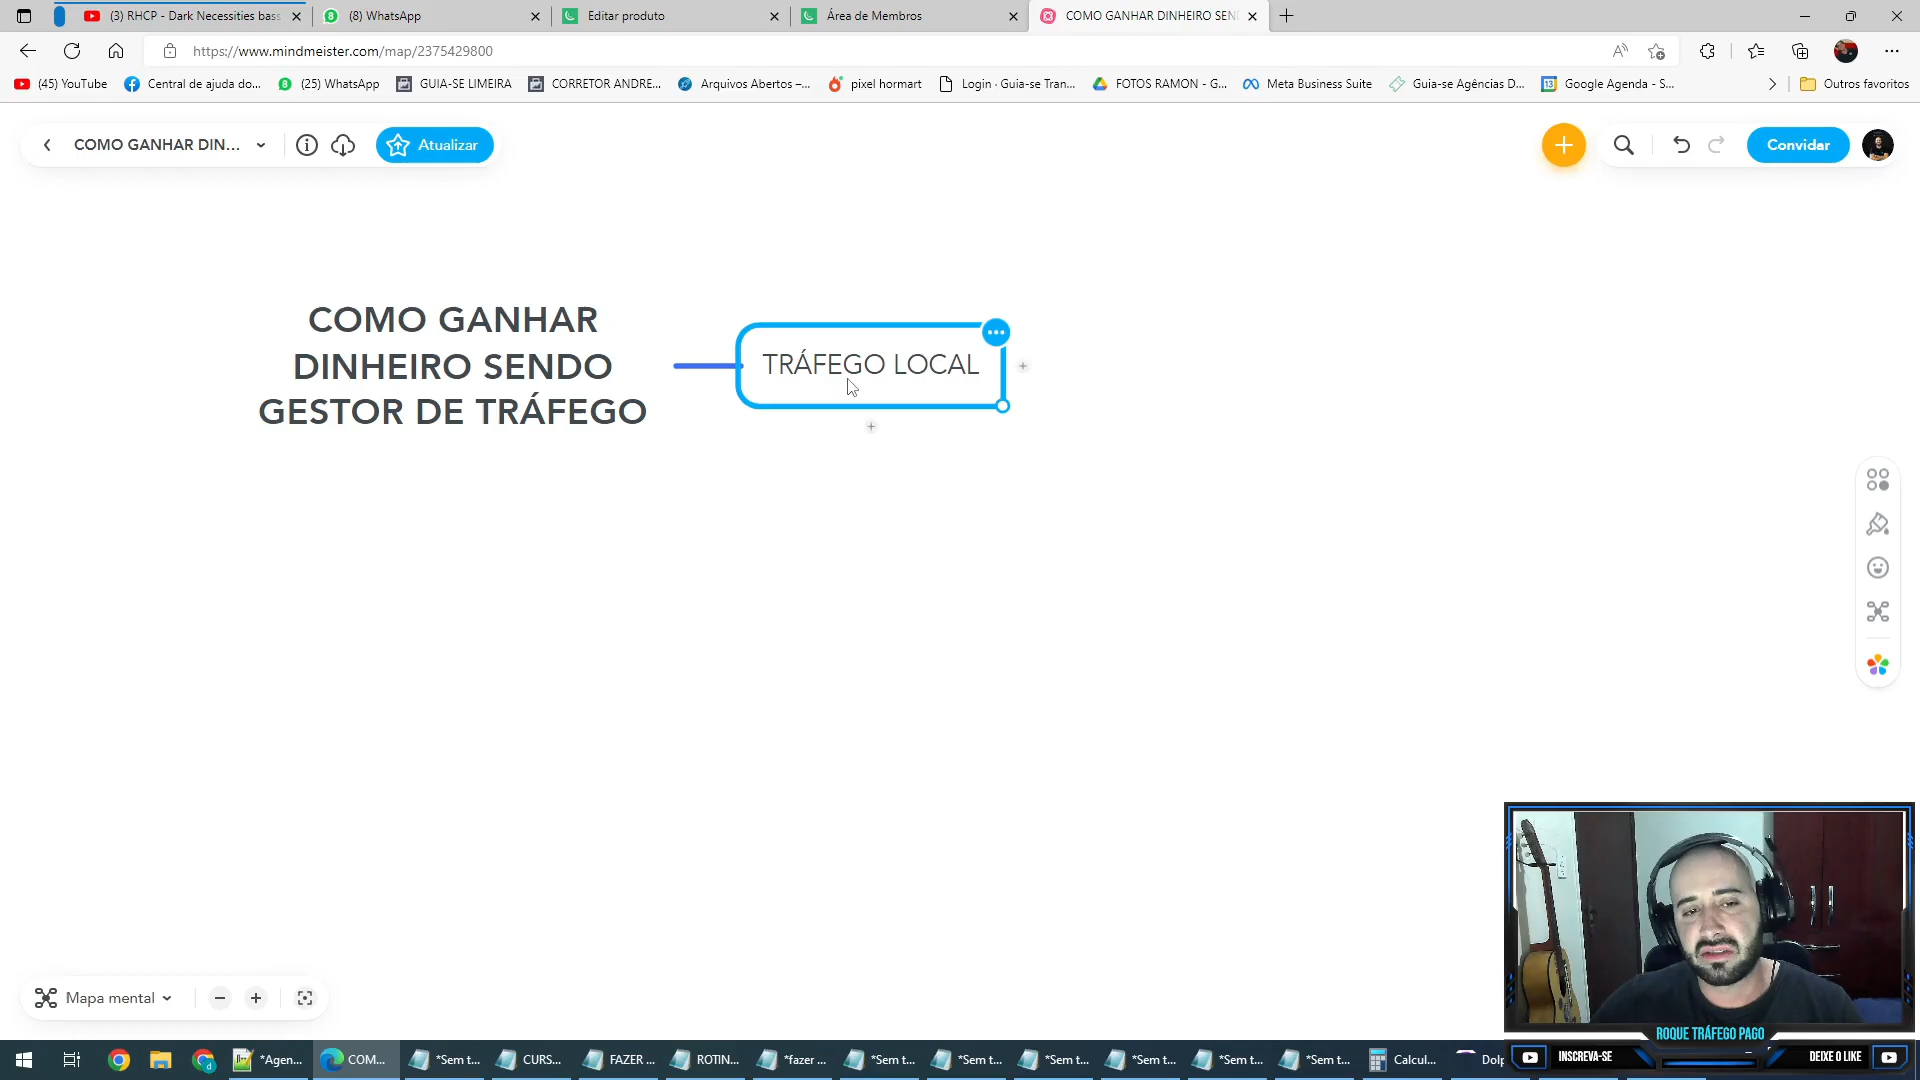 (3) RHCP - Dark Necessities bass
(8) WhatsApp
Editar produto
Área de Membros
COMO GANHAR DINHEIRO SEN
https://www.mindmeister.com/map/2375429800
(45) YouTube
Central de ajuda do...
(25) WhatsApp
GUIA-SE LIMEIRA
CORRETOR ANDRE...
Arquivos Abertos –...
pixel hormart
Login · Guia-se Tran...
FOTOS RAMON - G...
Meta Business Suite
Guia-se Agências D...
Google Agenda - S...
Outros favoritos
COMO GANHAR DIN...
Atualizar
Convidar
COMO GANHAR
DINHEIRO SENDO
GESTOR DE TRÁFEGO
TRÁFEGO LOCAL
Mapa mental
ROQUE TRÁFEGO PAGO
INSCREVA-SE
DEIXE O LIKE
*Agen...
COM...
*Sem t...
CURS...
FAZER ...
ROTIN...
*fazer ...
*Sem t...
*Sem t...
*Sem t...
*Sem t...
*Sem t...
*Sem t...
Calcul...
Dolp